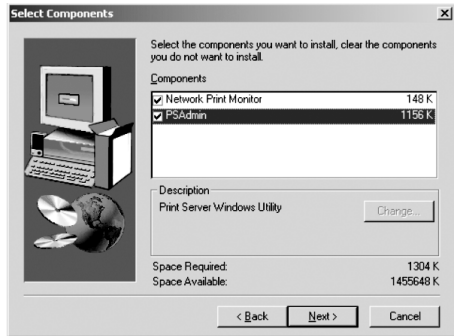 Select Components
Select the components you want to install, clear the components
you do not want to install.
Components
Network Print Monitor 148 K
PSAdmin 1156 K
Description
Print Server Windows Utility
Change...
Space Required: 1304 K
Space Available: 1455648 K
< Back Next > Cancel